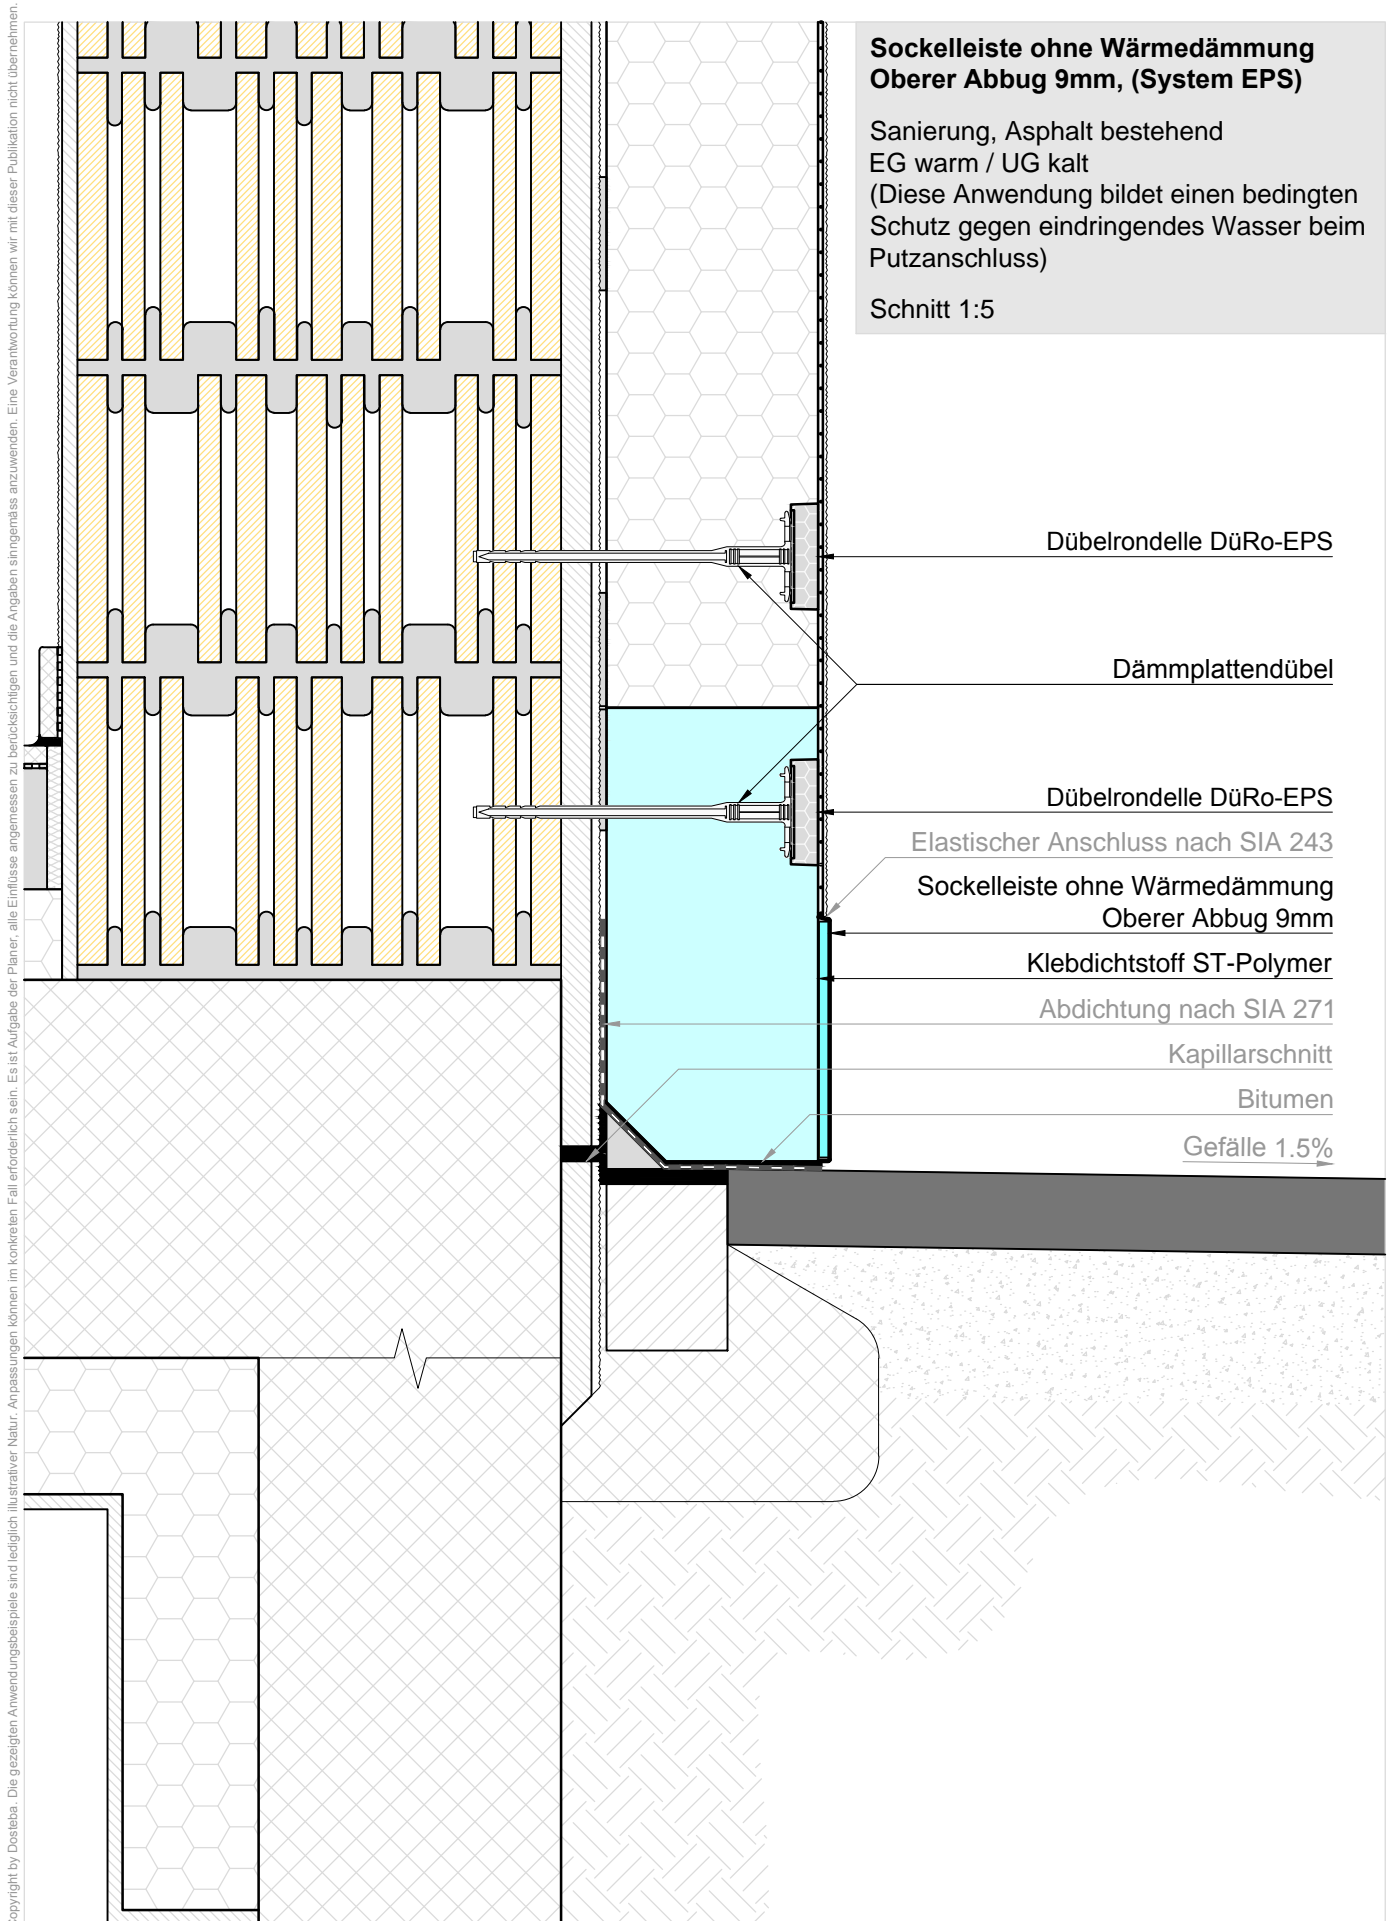 Sockelleiste ohne Wärmedämmung
Oberer Abbug 9mm, (System EPS)
Sanierung, Asphalt bestehend
EG warm / UG kalt
(Diese Anwendung bildet einen bedingten
Schutz gegen eindringendes Wasser beim
Putzanschluss)
Schnitt 1:5
Dübelrondelle DüRo-EPS
Dämmplattendübel
Dübelrondelle DüRo-EPS
Elastischer Anschluss nach SIA 243
Sockelleiste ohne Wärmedämmung
Oberer Abbug 9mm
Klebdichtstoff ST-Polymer
Abdichtung nach SIA 271
Kapillarschnitt
Bitumen
Gefälle 1.5%
Copyright by Dosteba. Die gezeigten Anwendungsbeispiele sind lediglich illustrativer Natur. Anpassungen können im konkreten Fall erforderlich sein. Es ist Aufgabe der Planer, alle Einflüsse angemessen zu berücksichtigen und die Angaben sinngemäss anzuwenden. Eine Verantwortung können wir mit dieser Publikation nicht übernehmen.